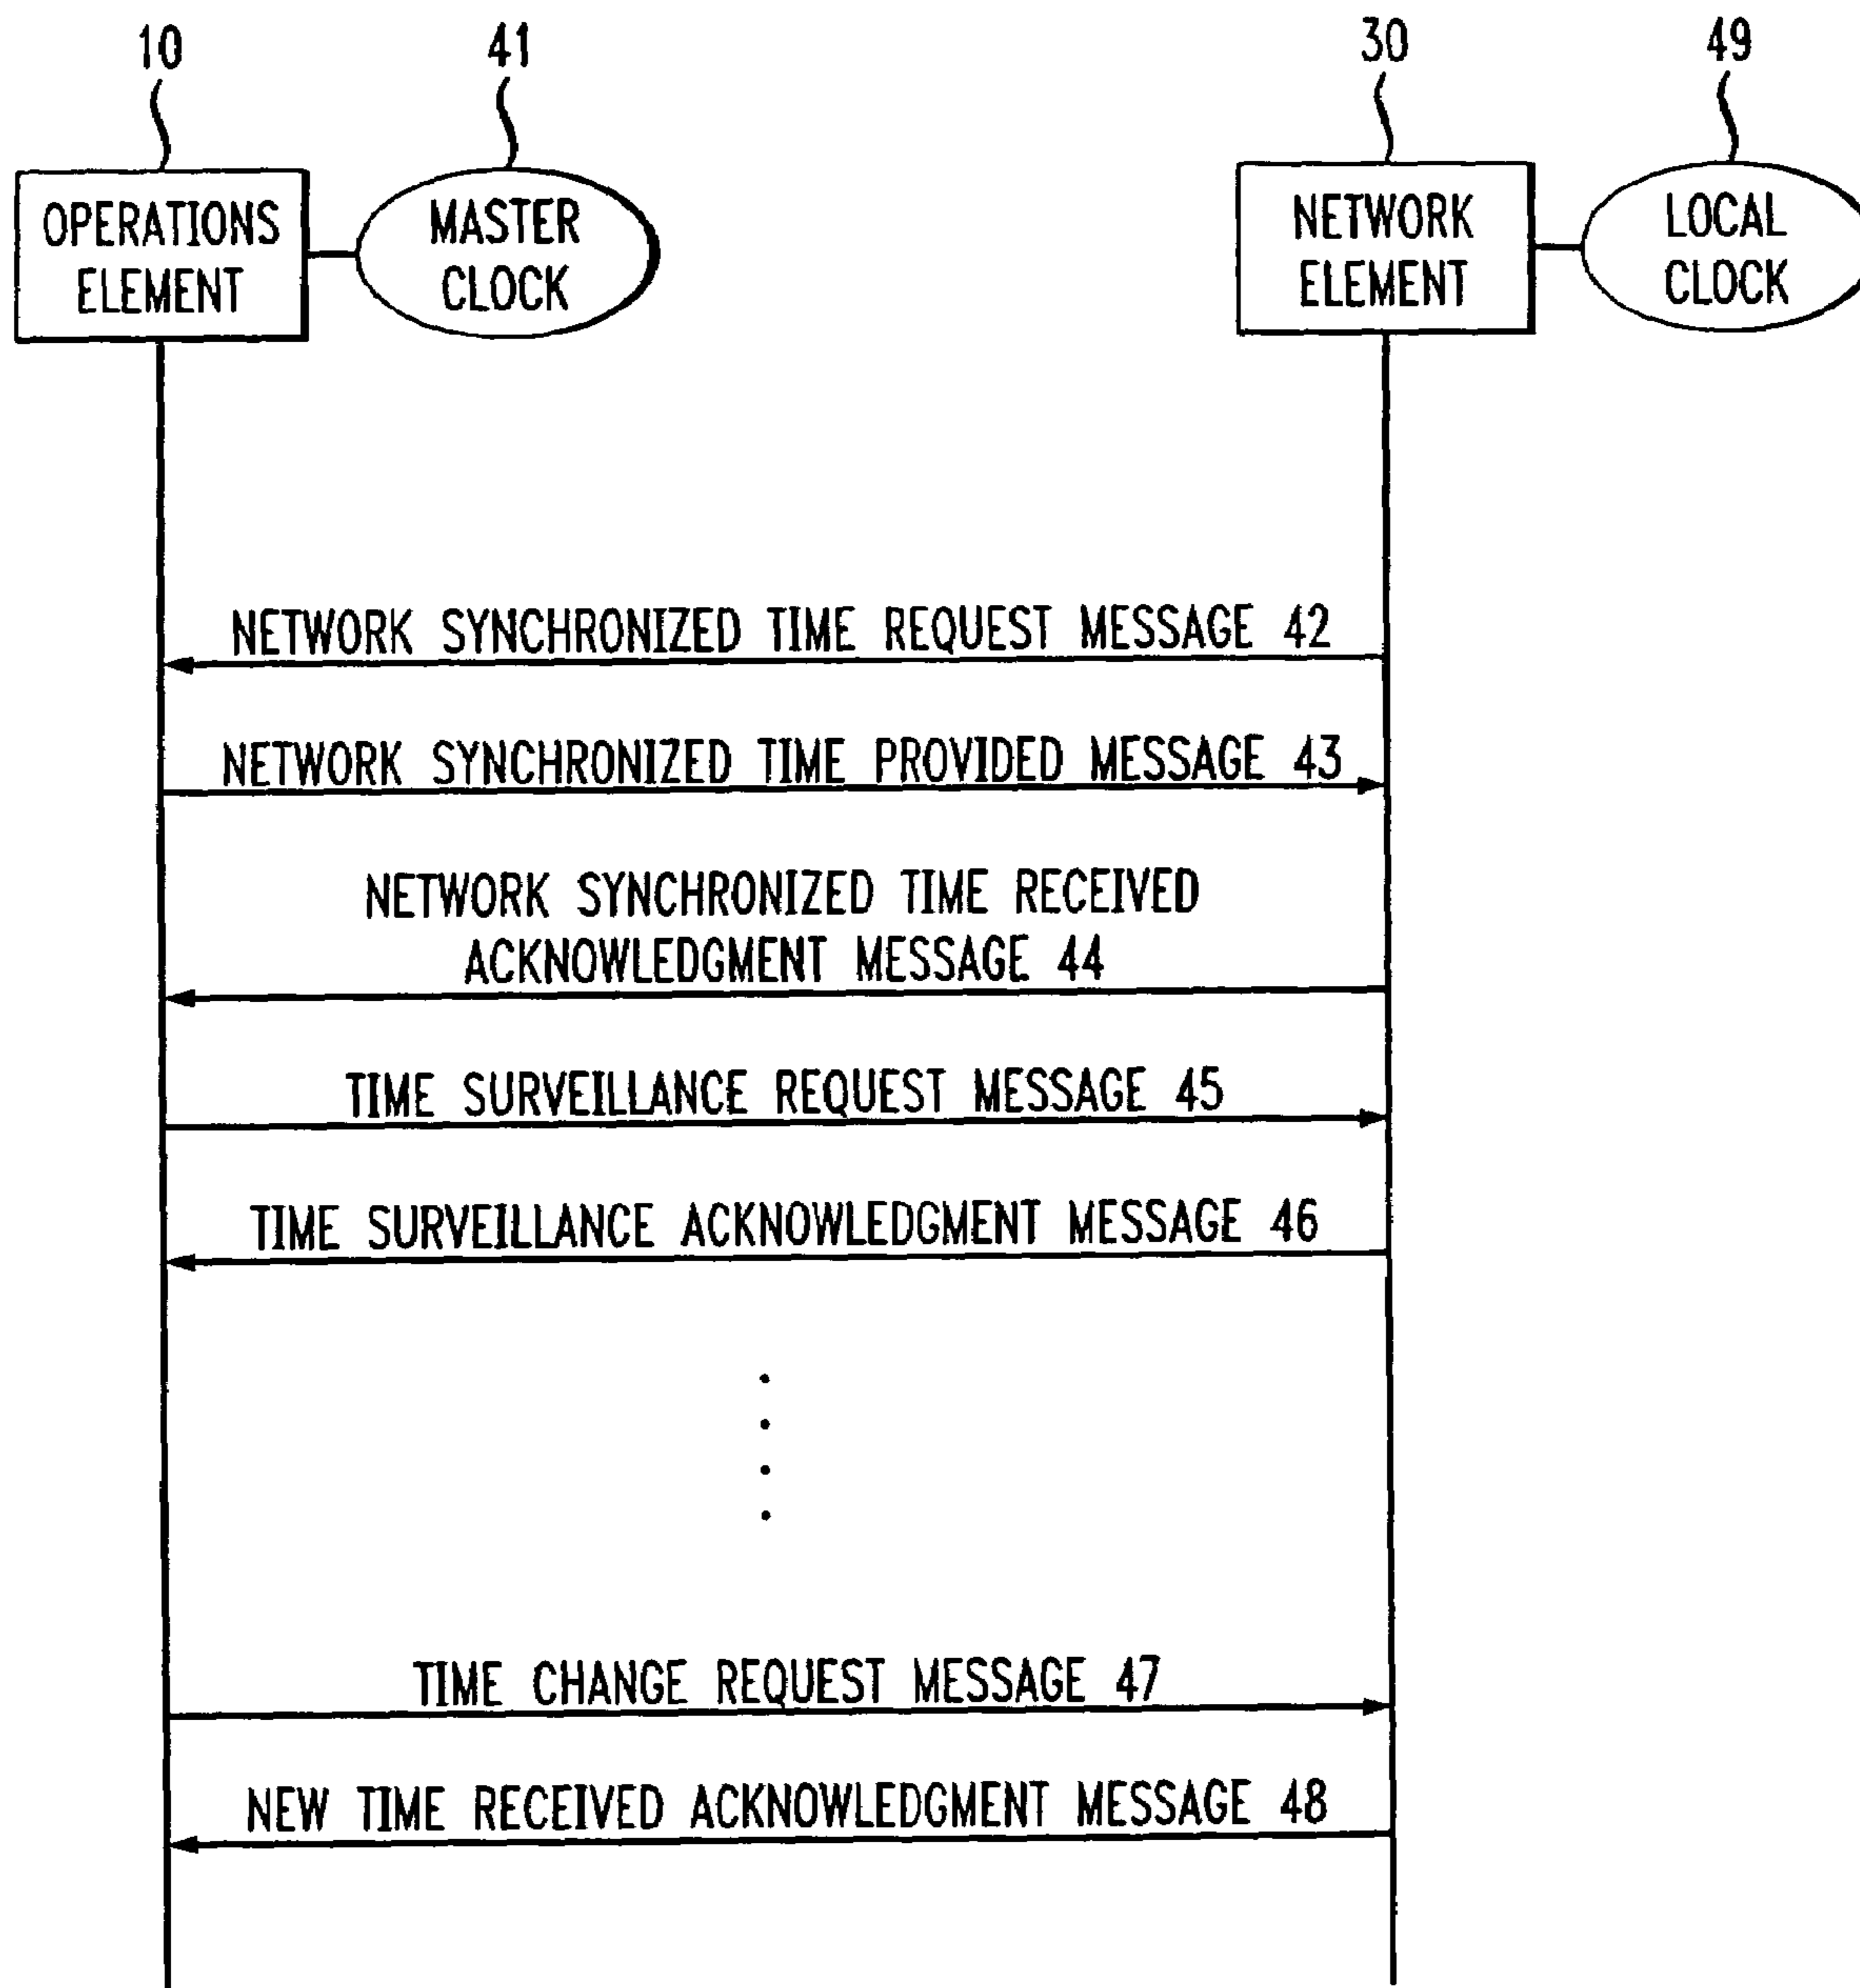 10 41 30 49
OPERATIONS
ELEMENT
MASTER
CLOCK
NETWORK
ELEMENT
LOCAL
CLOCK
NETWORK SYNCHRONIZED TIME REQUEST MESSAGE 42
NETWORK SYNCHRONIZED TIME PROVIDED MESSAGE 43
NETWORK SYNCHRONIZED TIME RECEIVED
ACKNOWLEDGMENT MESSAGE 44
TIME SURVEILLANCE REQUEST MESSAGE 45
TIME SURVEILLANCE ACKNOWLEDGMENT MESSAGE 46
TIME CHANGE REQUEST MESSAGE 47
NEW TIME RECEIVED ACKNOWLEDGMENT MESSAGE 48